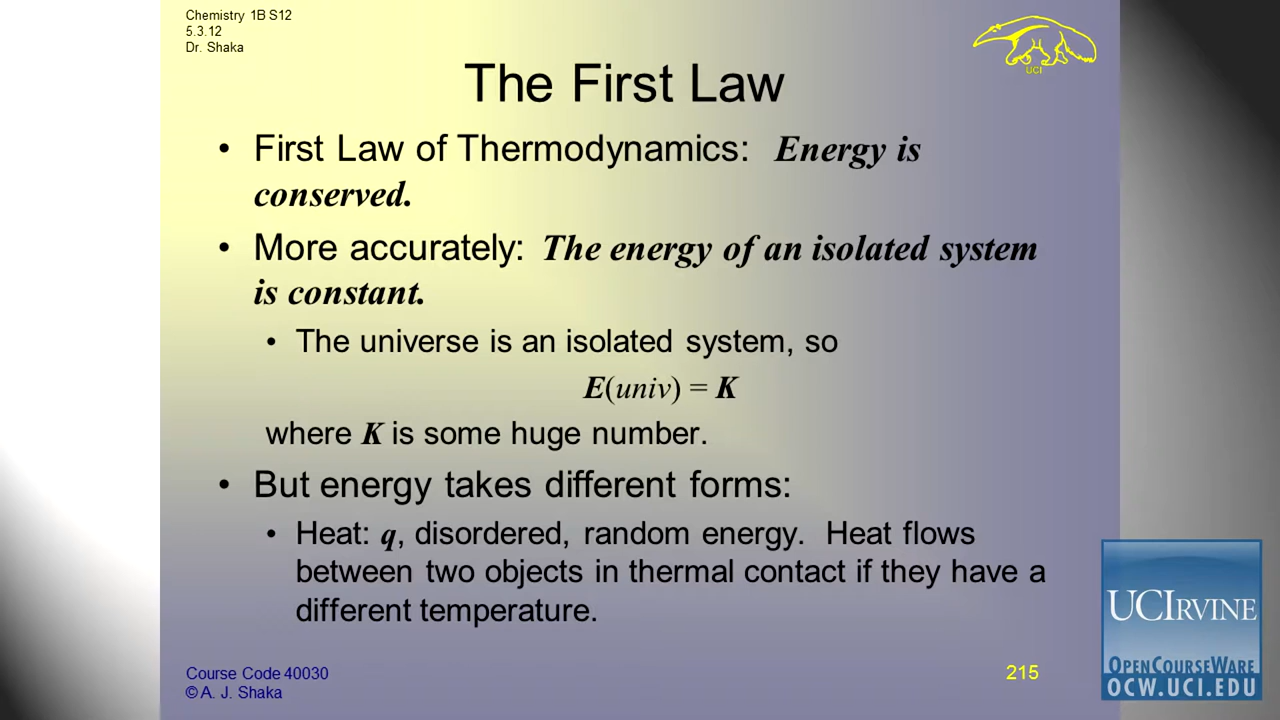 Chemistry 1B S12
5.3.12
Dr. Shaka
UCI
The First Law
• First Law of Thermodynamics: Energy is
conserved.
• More accurately: The energy of an isolated system
is constant.
• The universe is an isolated system, so
E(univ) = K
where K is some huge number.
• But energy takes different forms:
• Heat: q, disordered, random energy. Heat flows
between two objects in thermal contact if they have a
different temperature.
Course Code 40030
© A. J. Shaka
215
UCIRVINE
OPENCOURSEWARE
OCW.UCI.EDU